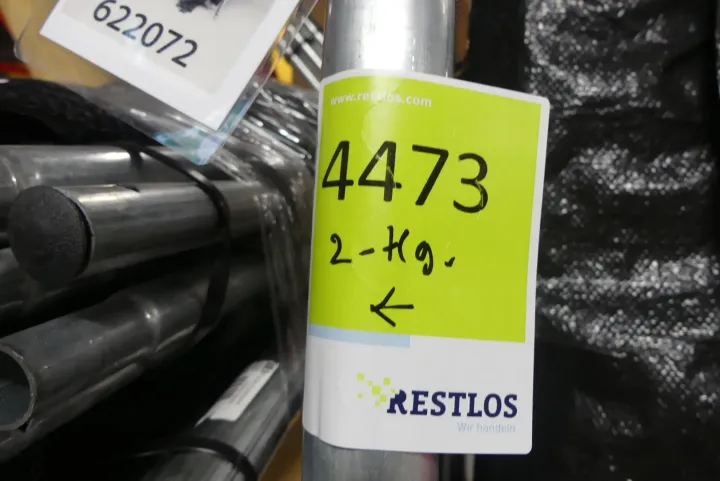 622072
www.restlos.com
4473
2-Hg.
←
RESTLOS
Wir handeln